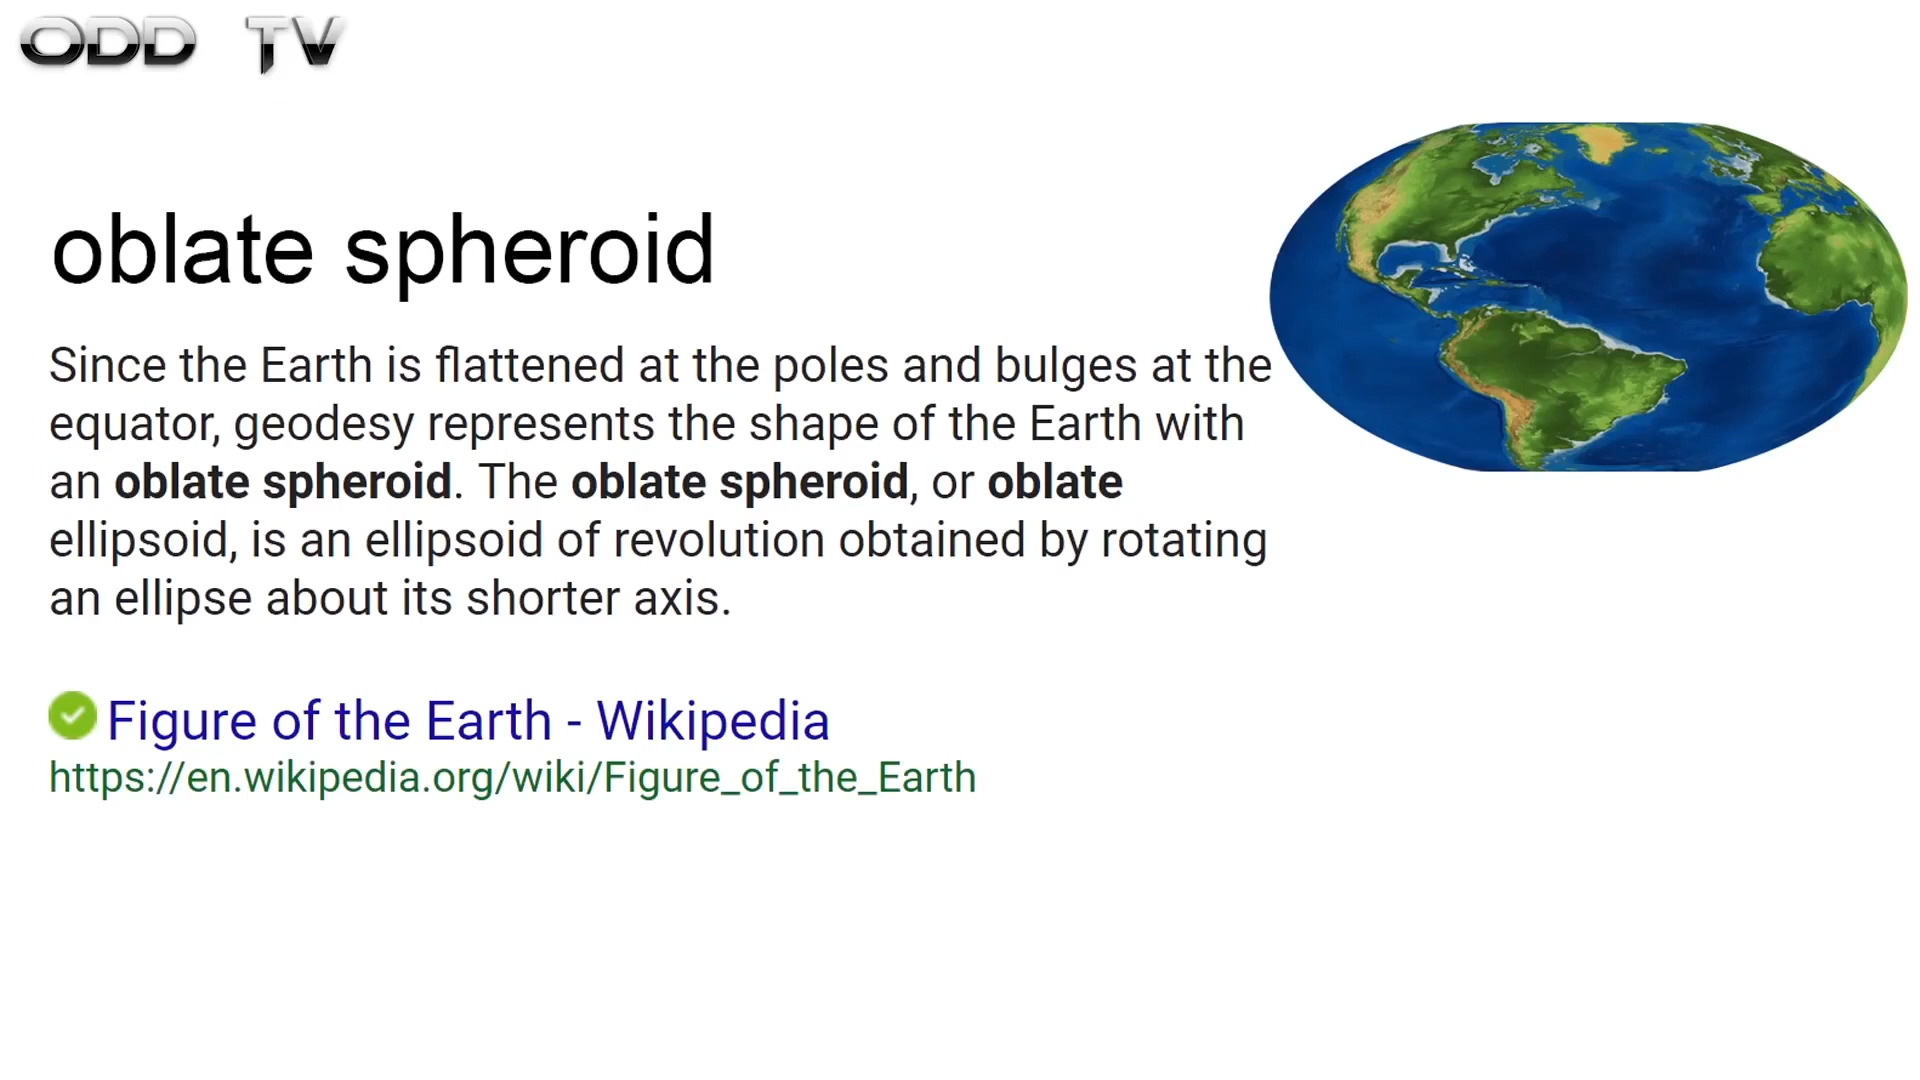 ODD TV
oblate spheroid
Since the Earth is flattened at the poles and bulges at the
equator, geodesy represents the shape of the Earth with
an oblate spheroid. The oblate spheroid, or oblate
ellipsoid, is an ellipsoid of revolution obtained by rotating
an ellipse about its shorter axis.
Figure of the Earth - Wikipedia
https://en.wikipedia.org/wiki/Figure_of_the_Earth